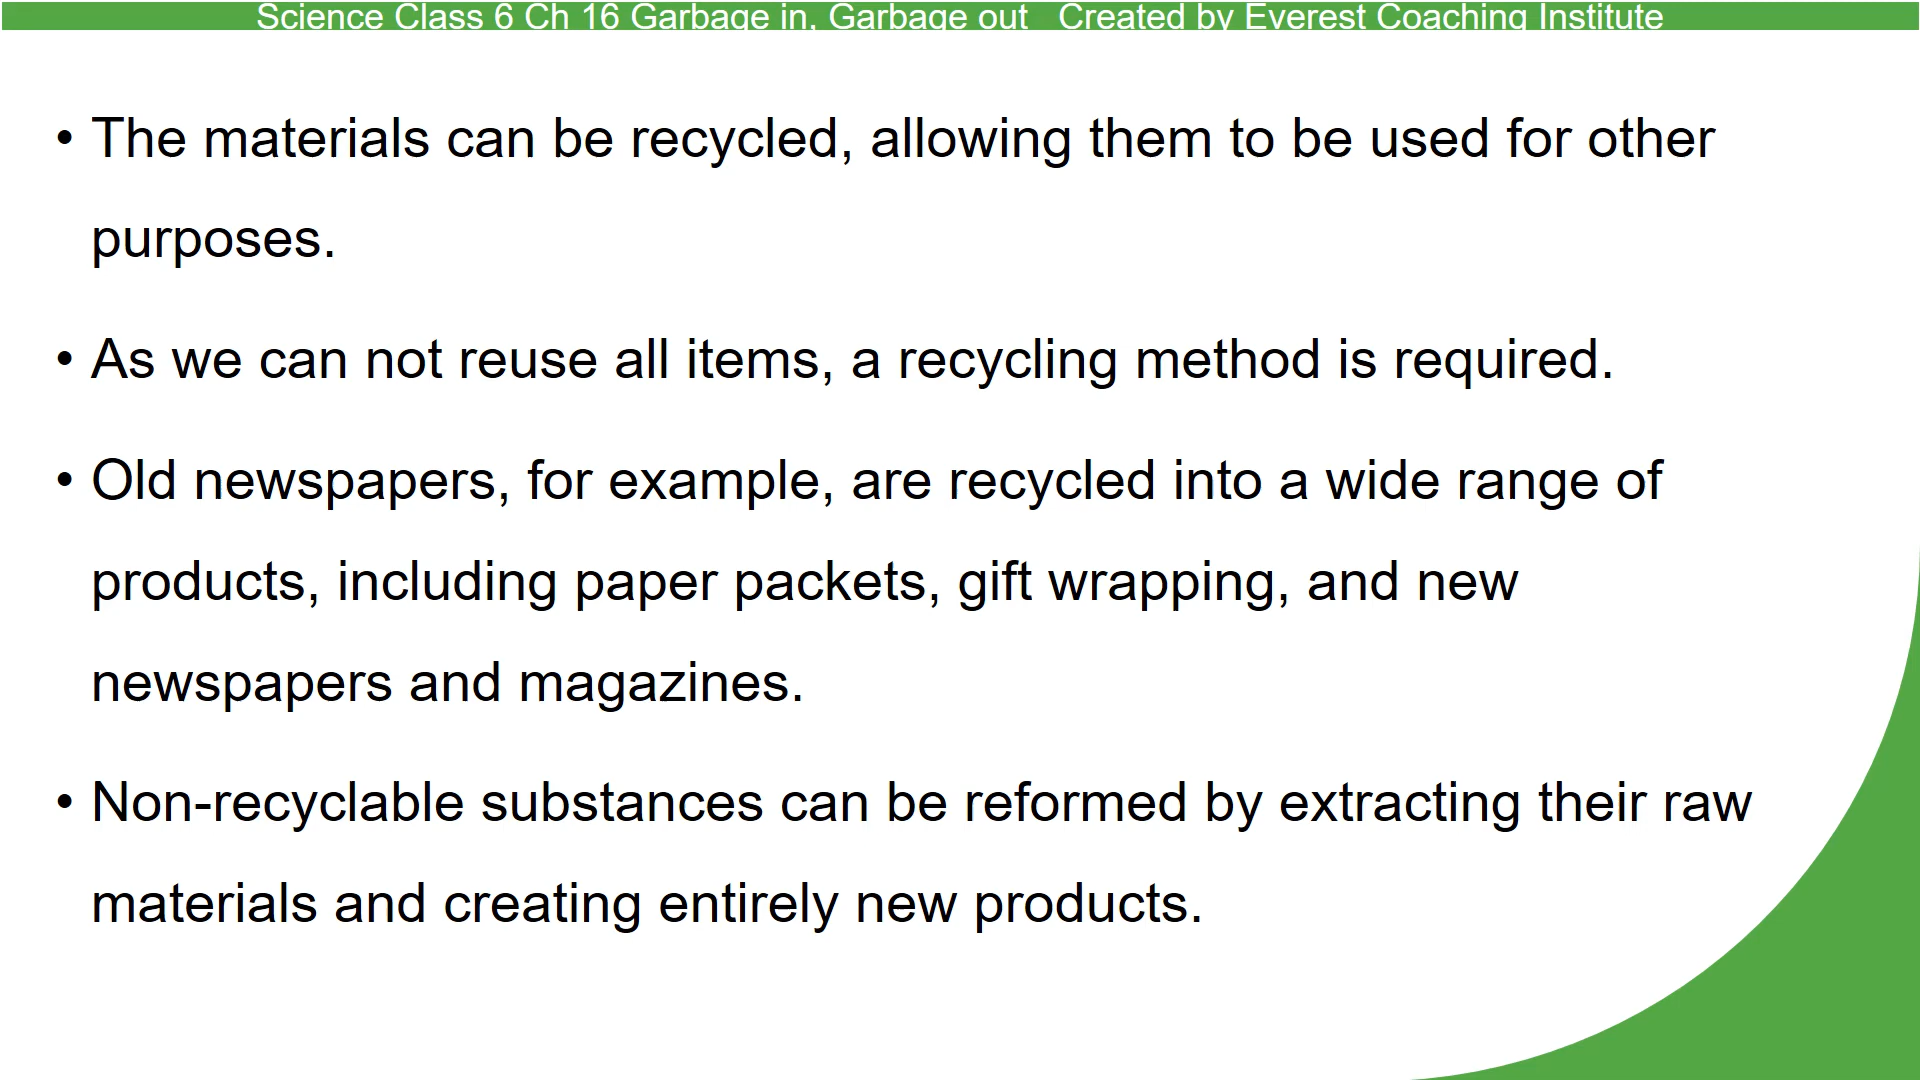 Science Class 6 Ch 16 Garbage in, Garbage out Created by Everest Coaching Institute
• The materials can be recycled, allowing them to be used for other
purposes.
• As we can not reuse all items, a recycling method is required.
• Old newspapers, for example, are recycled into a wide range of
products, including paper packets, gift wrapping, and new
newspapers and magazines.
• Non-recyclable substances can be reformed by extracting their raw
materials and creating entirely new products.